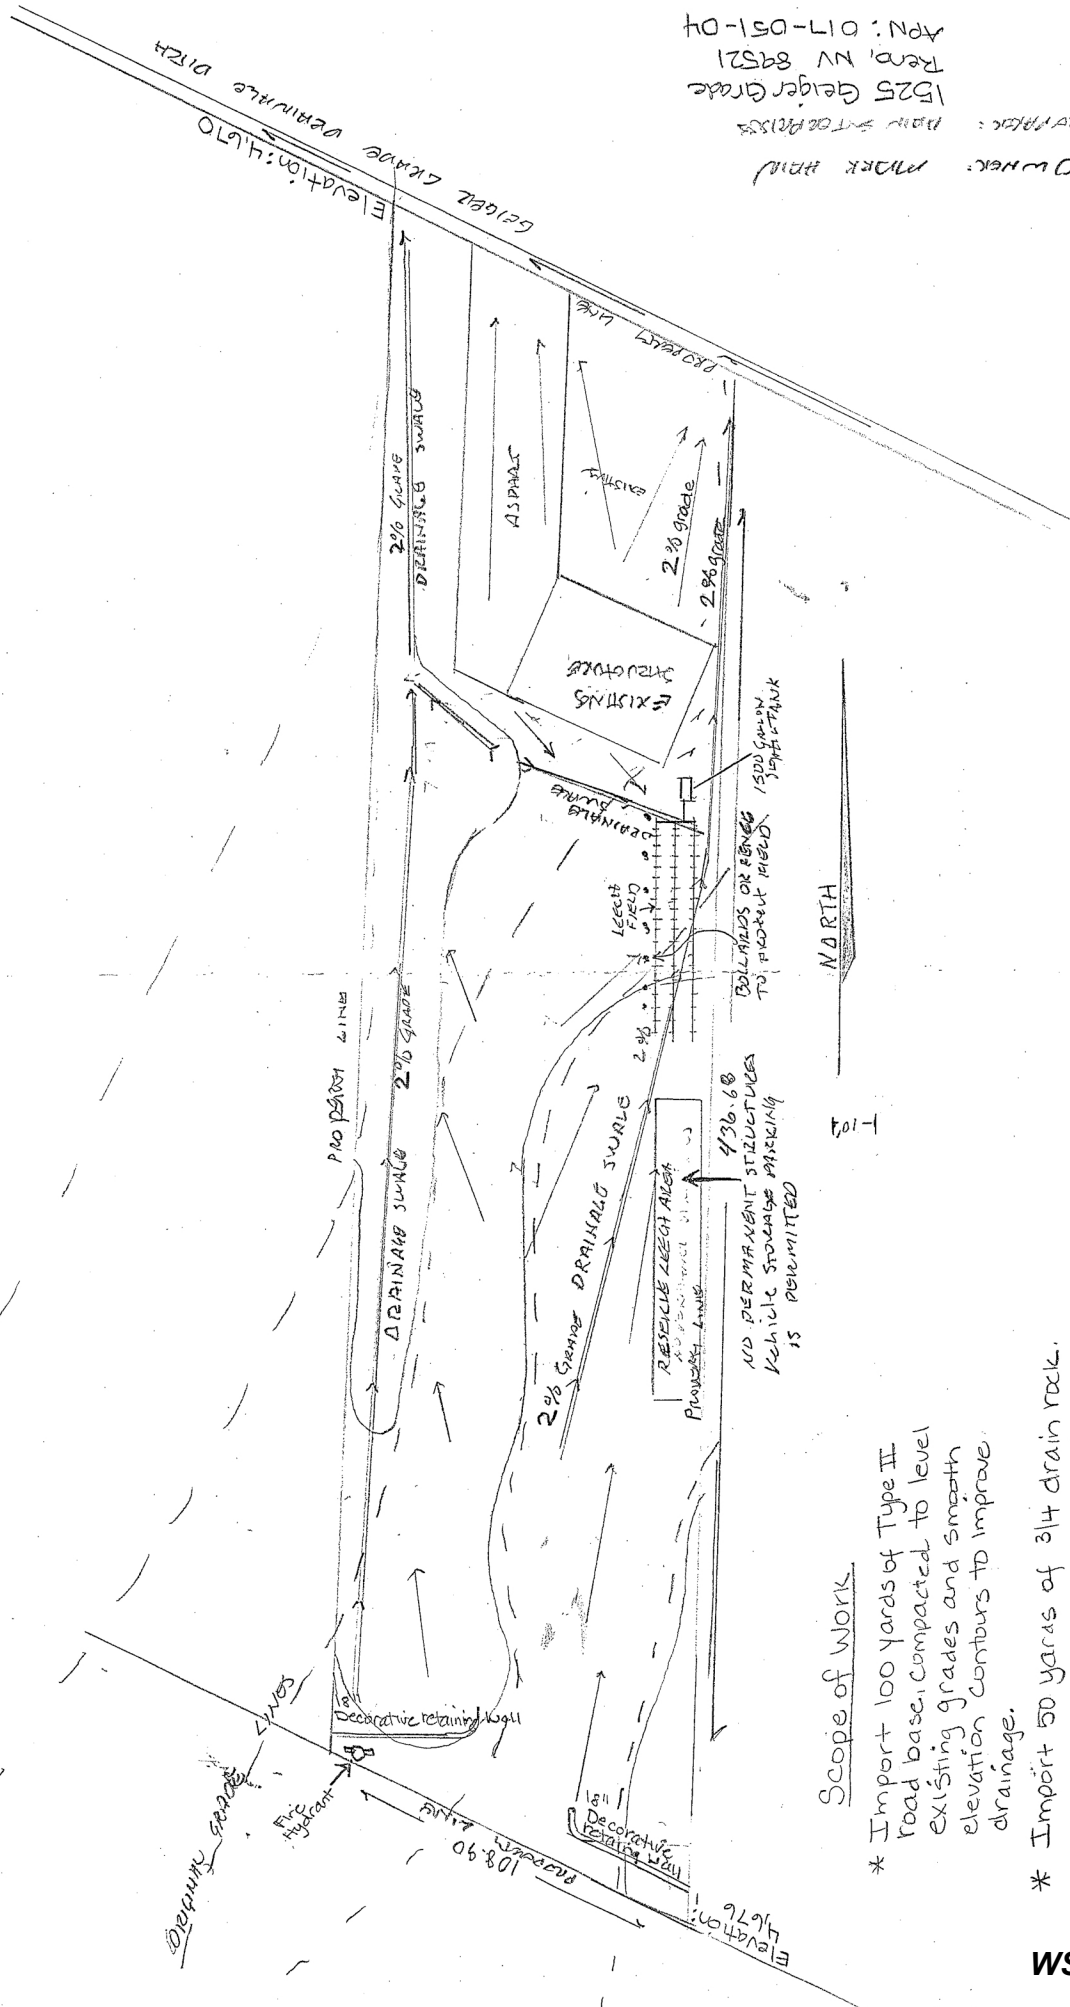 OWNER: MARK HAIN
HAIN ENTERPRISES
1525 Geiger Grade
Reno, NV 89521
APN: 017-051-04
DRAINAGE DITCH
GEIGER GRADE
Elevation: 4,670
PROPERTY LINE
2% GRADE
DRAINAGE SWALE
ASPHALT
EXISTING
2% grade
2% grade
EXISTING
STRUCTURE
DRAINAGE
SWALE
1500 GALLON
SEPTIC TANK
LEECH
FIELD
BOLLARDS OR FENCE
TO PROTECT FIELD
2%
PROPERTY LINE
2% GRADE
DRAINAGE SWALE
2% GRADE DRAINAGE SWALE
RESERVE LEECH AREA
PROPERTY LINE
436.68
NO PERMANENT STRUCTURES
Vehicle STORAGE PARKING
IS PERMITTED
NORTH
Decorative retaining wall
LINES
ORIGINAL GRADE
Fire
Hydrant
108.90
PROPERTY LINE
18"
Decorative
retaining wall
Elevation:
4,676
Scope of Work
* Import 100 yards of Type II
road base, compacted to level
existing grades and smooth
elevation contours to improve
drainage.
* Import 50 yards of 3/4 drain rock.
WS